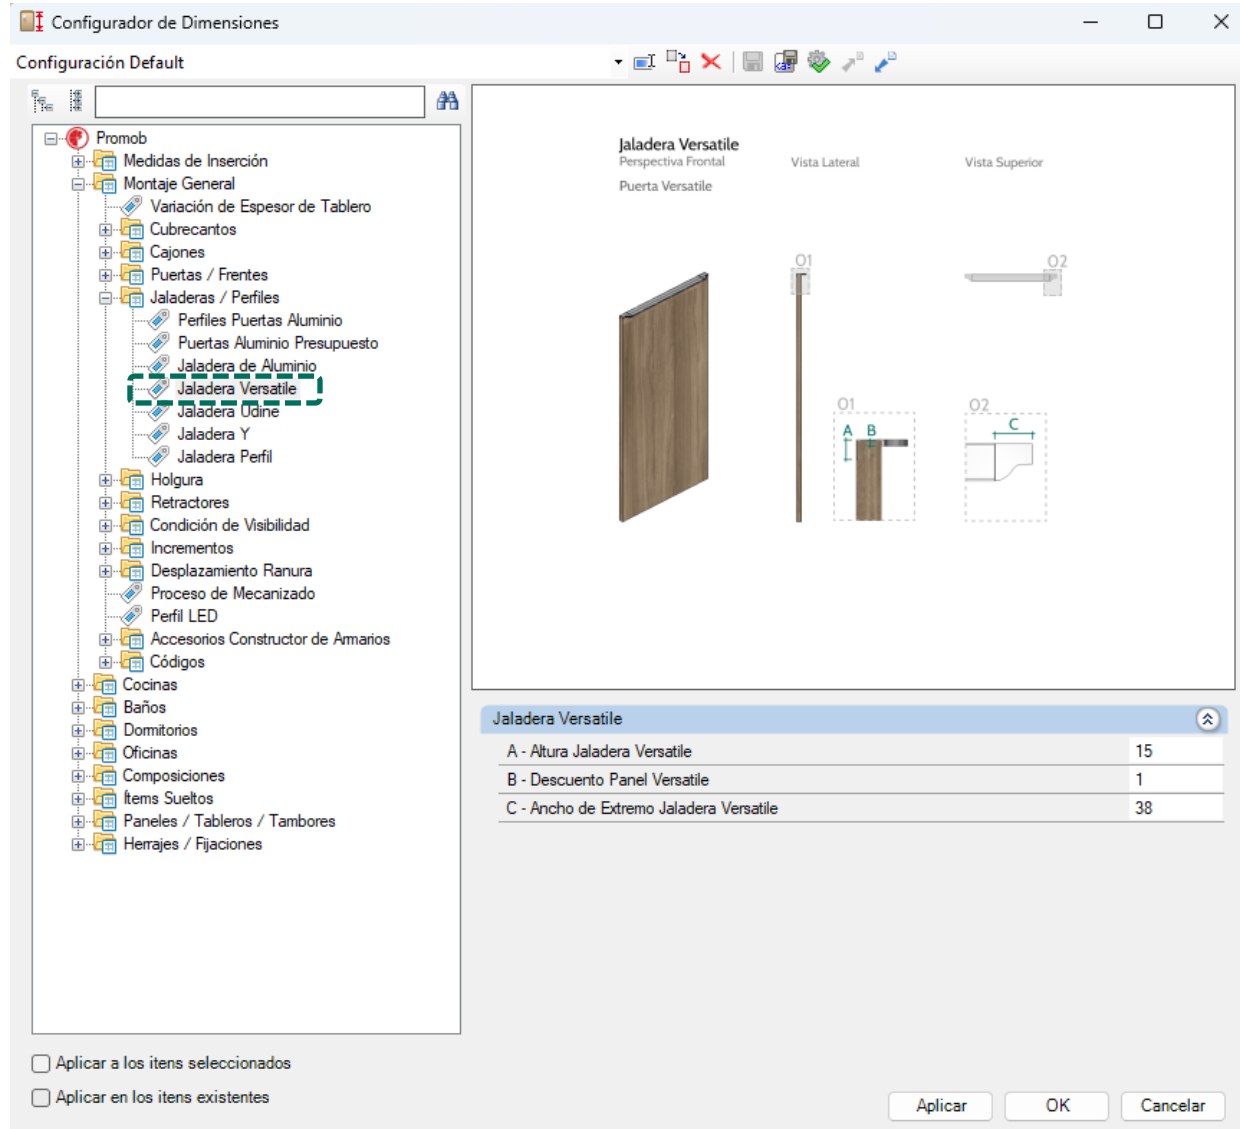 Configurador de Dimensiones
Configuración Default
Promob
Medidas de Inserción
Montaje General
Variación de Espesor de Tablero
Cubrecantos
Cajones
Puertas / Frentes
Jaladeras / Perfiles
Perfiles Puertas Aluminio
Puertas Aluminio Presupuesto
Jaladera de Aluminio
Jaladera Versatile
Jaladera Udine
Jaladera Y
Jaladera Perfil
Holgura
Retractores
Condición de Visibilidad
Incrementos
Desplazamiento Ranura
Proceso de Mecanizado
Perfil LED
Accesorios Constructor de Armarios
Códigos
Cocinas
Baños
Dormitorios
Oficinas
Composiciones
Ítems Sueltos
Paneles / Tableros / Tambores
Herrajes / Fijaciones
Jaladera Versatile
Perspectiva Frontal Vista Lateral Vista Superior
Puerta Versatile
01 02
01 02
A B C
Jaladera Versatile
A - Altura Jaladera Versatile 15
B - Descuento Panel Versatile 1
C - Ancho de Extremo Jaladera Versatile 38
Aplicar a los itens seleccionados
Aplicar en los itens existentes
Aplicar OK Cancelar